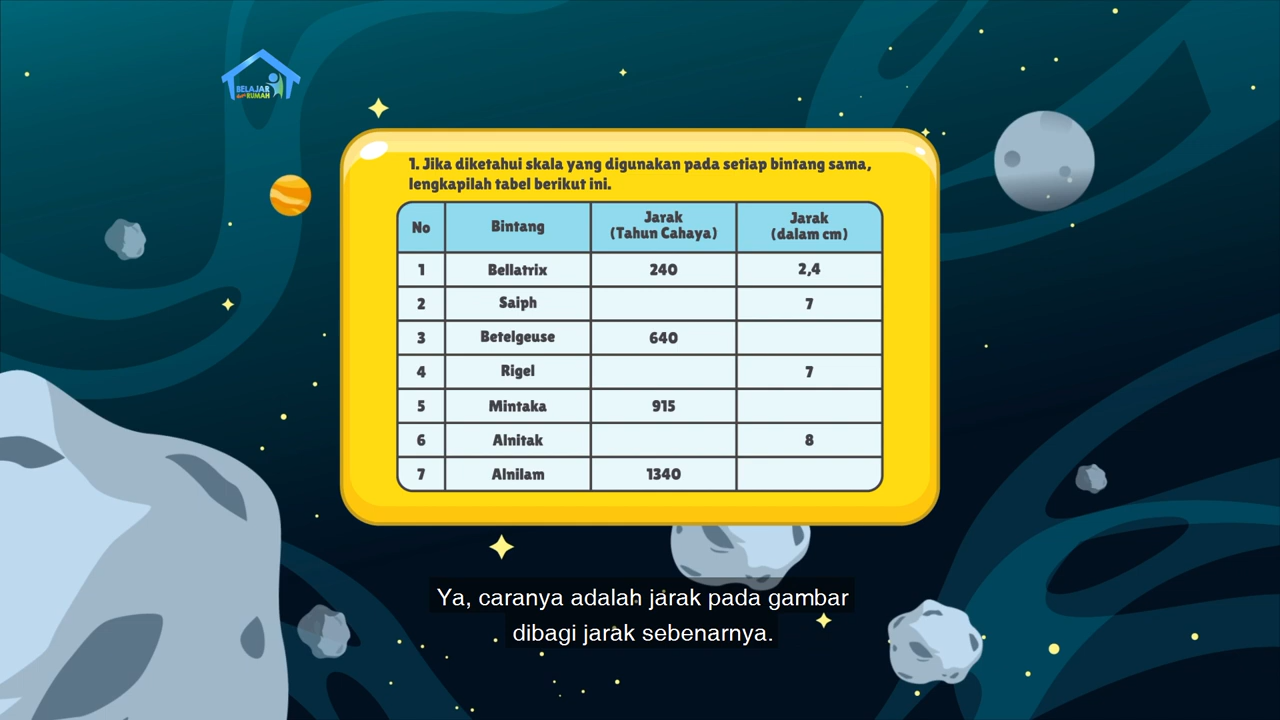 BELAJAR
dari RUMAH
1. Jika diketahui skala yang digunakan pada setiap bintang sama,
lengkapilah tabel berikut ini.
No Bintang Jarak (Tahun Cahaya) Jarak (dalam cm)
1 Bellatrix 240 2,4
2 Saiph 7
3 Betelgeuse 640
4 Rigel 7
5 Mintaka 915
6 Alnitak 8
7 Alnilam 1340
Ya, caranya adalah jarak pada gambar
dibagi jarak sebenarnya.